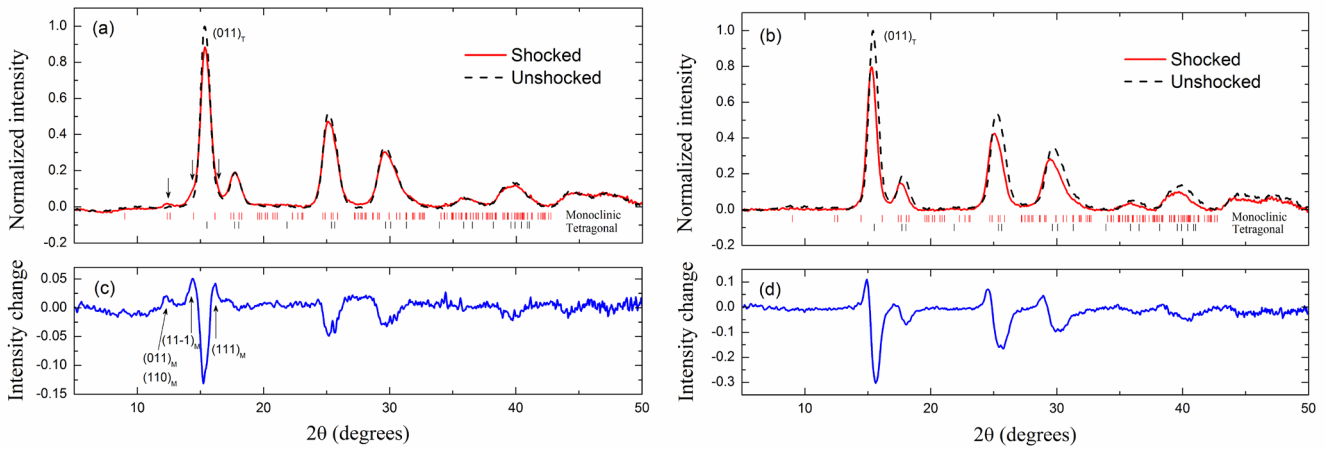 (a)
(011)T
Shocked
Unshocked
Normalized intensity
1.0
0.8
0.6
0.4
0.2
0.0
-0.2
Monoclinic
Tetragonal
(b)
(011)T
Shocked
Unshocked
Normalized intensity
1.0
0.8
0.6
0.4
0.2
0.0
-0.2
Monoclinic
Tetragonal
(c)
Intensity change
0.05
0.00
-0.05
-0.10
-0.15
(11-1)M
(011)M
(110)M
(111)M
10 20 30 40 50
2θ (degrees)
(d)
Intensity change
0.1
0.0
-0.1
-0.2
-0.3
10 20 30 40 50
2θ (degrees)